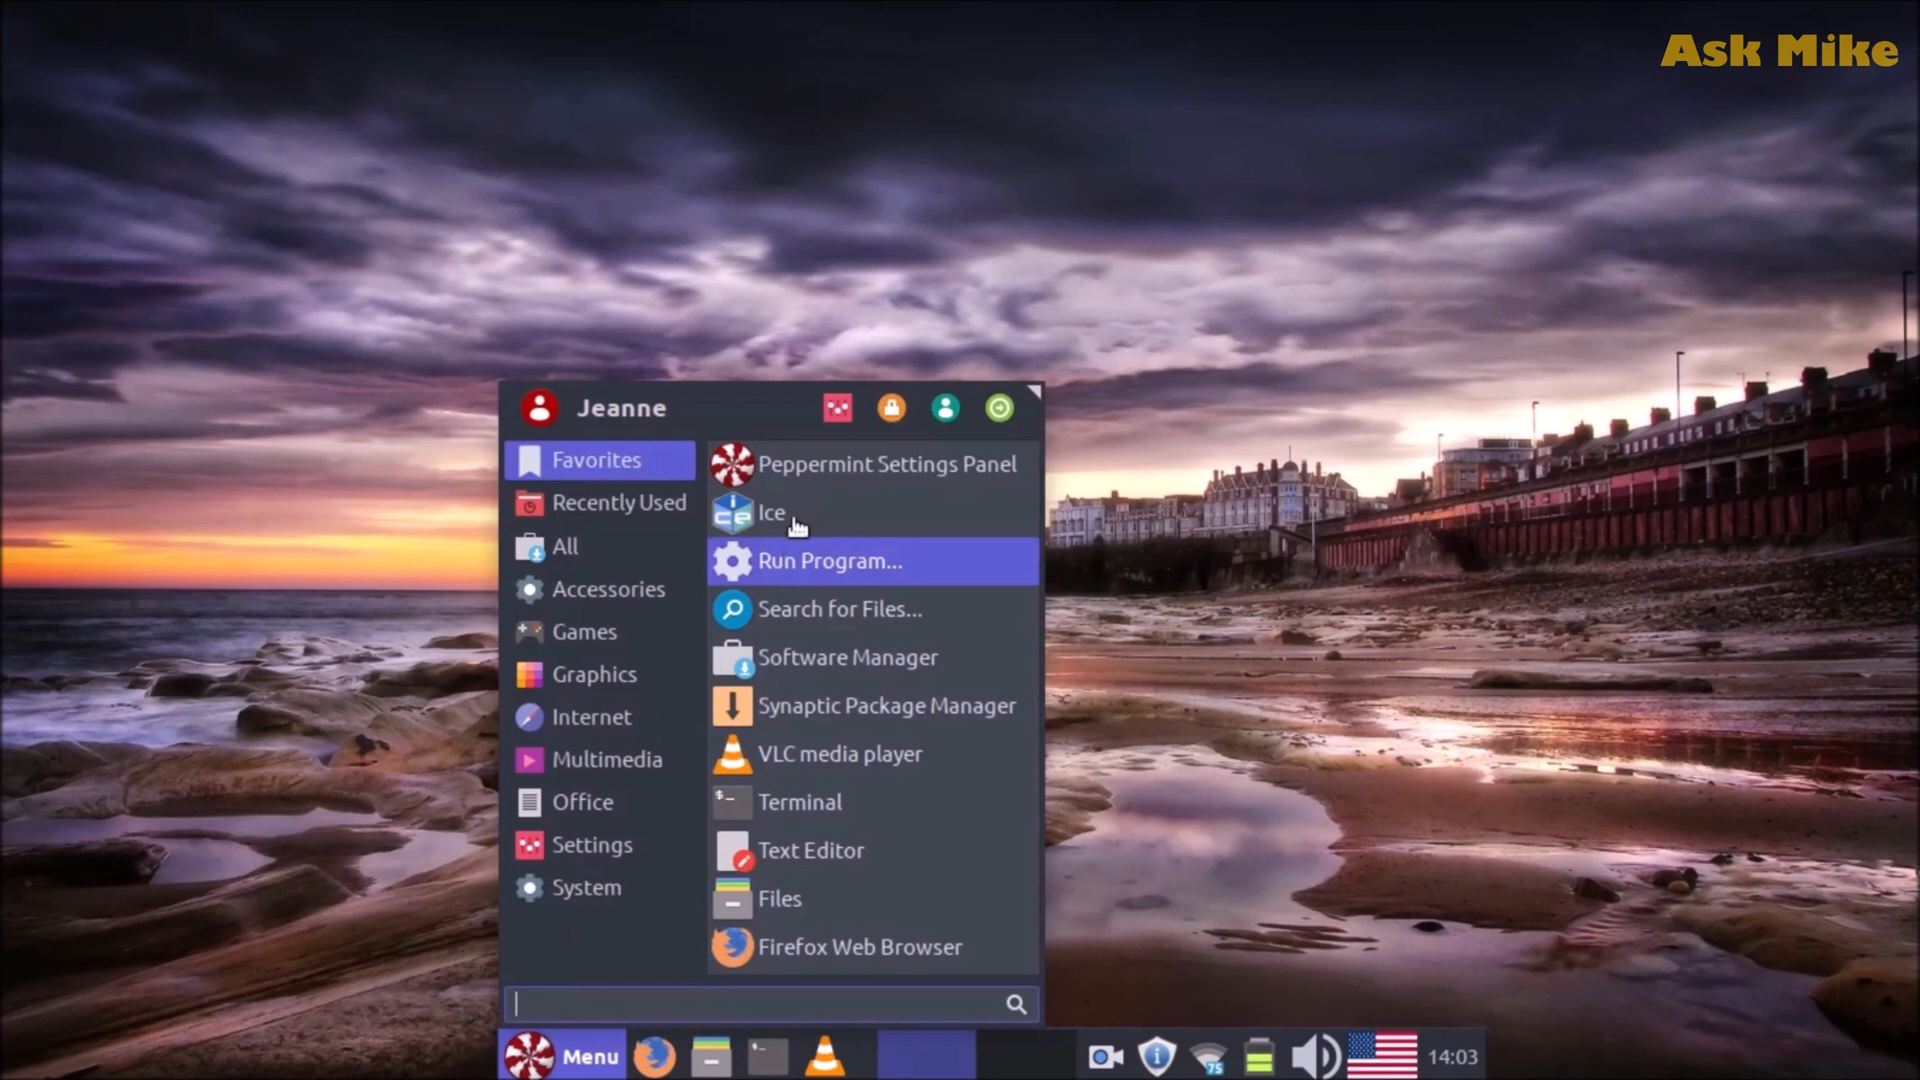 Ask Mike
Jeanne
Favorites
Recently Used
All
Accessories
Games
Graphics
Internet
Multimedia
Office
Settings
System
Peppermint Settings Panel
Ice
Run Program...
Search for Files...
Software Manager
Synaptic Package Manager
VLC media player
Terminal
Text Editor
Files
Firefox Web Browser
Menu
75
14:03